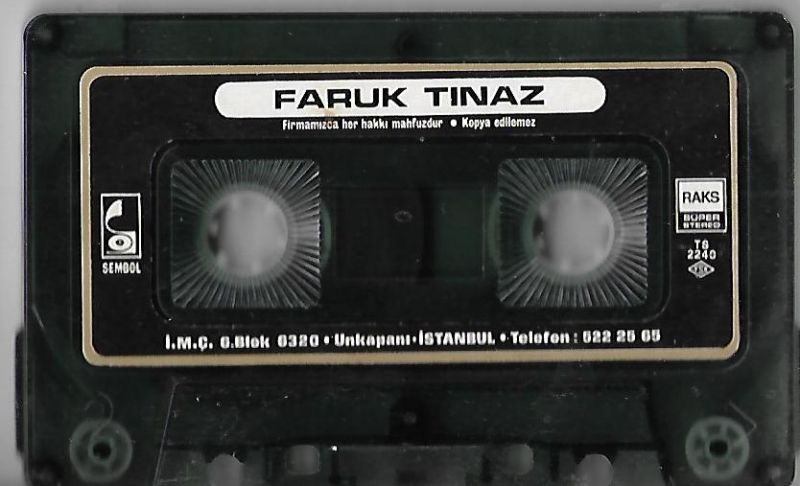 FARUK TINAZ
Firmamızca her hakkı mahfuzdur • Kopya edilemez
SEMBOL
RAKS
SÜPER
STEREO
TS
2240
İ.M.Ç. 6.Blok 6320 • Unkapanı • İSTANBUL • Telefon : 522 25 65